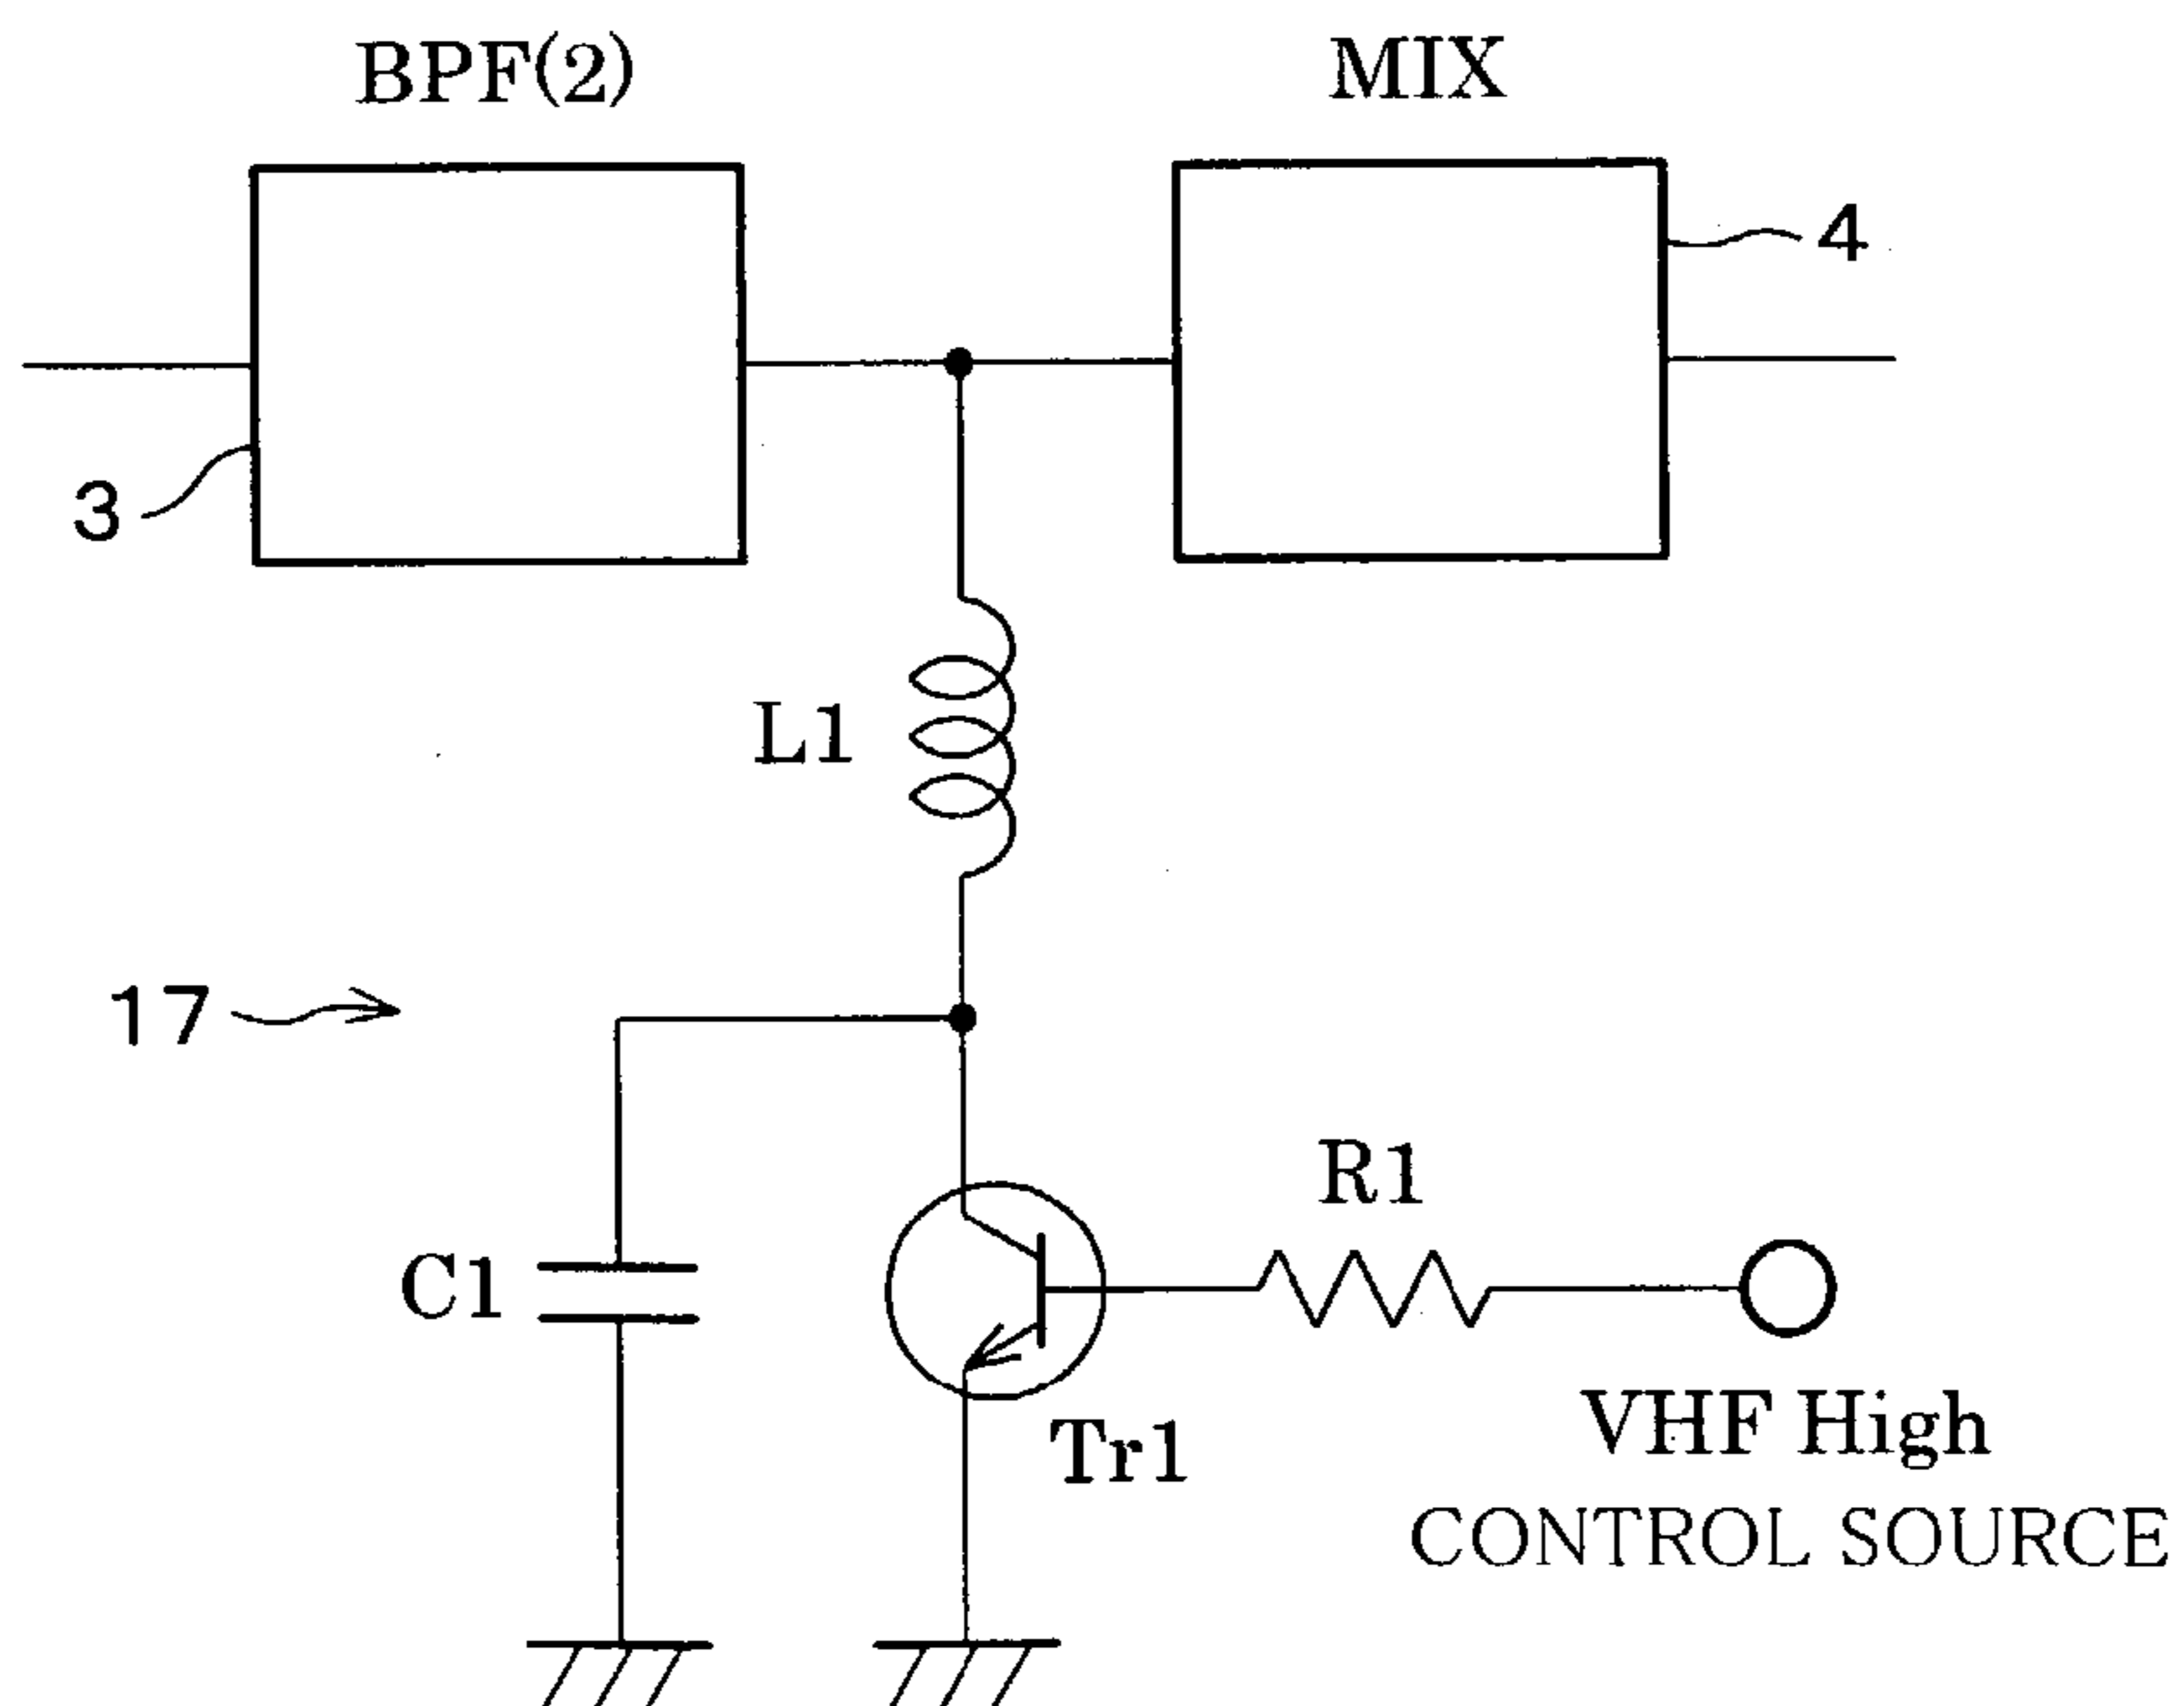 BPF(2)
MIX
4
3
L1
17
R1
C1
Tr1
VHF High
CONTROL SOURCE